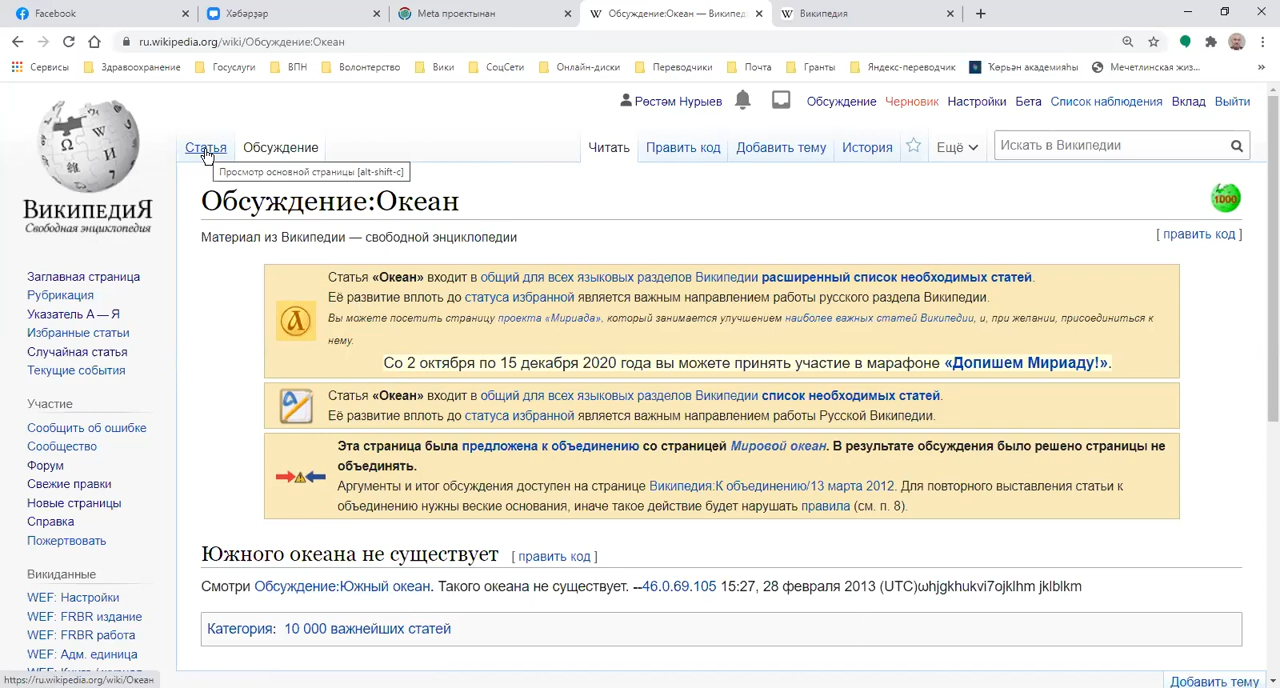 Facebook
Хәбәрҙәр
Meta проектынан
Обсуждение:Океан — Википед
Википедия
ru.wikipedia.org/wiki/Обсуждение:Океан
Сервисы
Здравоохранение
Госуслуги
ВПН
Волонтерство
Вики
СоцСети
Онлайн-диски
Переводчики
Почта
Гранты
Яндекс-переводчик
Ҡөрьән академияһы
Мечетлинская жиз...
»
Рөстәм Нурыев
Обсуждение
Черновик
Настройки
Бета
Список наблюдения
Вклад
Выйти
Статья
Обсуждение
Читать
Править код
Добавить тему
История
Ещё
Искать в Википедии
Просмотр основной страницы [alt-shift-c]
ВикипедиЯ
Свободная энциклопедия
Обсуждение:Океан
1000
Материал из Википедии — свободной энциклопедии
[ править код ]
Статья «Океан» входит в общий для всех языковых разделов Википедии расширенный список необходимых статей.
Её развитие вплоть до статуса избранной является важным направлением работы русского раздела Википедии.
Вы можете посетить страницу проекта «Мириада», который занимается улучшением наиболее важных статей Википедии, и, при желании, присоединиться к
нему.
Со 2 октября по 15 декабря 2020 года вы можете принять участие в марафоне «Допишем Мириаду!».
Статья «Океан» входит в общий для всех языковых разделов Википедии список необходимых статей.
Её развитие вплоть до статуса избранной является важным направлением работы Русской Википедии.
Эта страница была предложена к объединению со страницей Мировой океан. В результате обсуждения было решено страницы не
объединять.
Аргументы и итог обсуждения доступен на странице Википедия:К объединению/13 марта 2012. Для повторного выставления статьи к
объединению нужны веские основания, иначе такое действие будет нарушать правила (см. п. 8).
Южного океана не существует [ править код ]
Смотри Обсуждение:Южный океан. Такого океана не существует. --46.0.69.105 15:27, 28 февраля 2013 (UTC)ωhjgkhukvi7ojklhm jklblkm
Категория: 10 000 важнейших статей
Заглавная страница
Рубрикация
Указатель А — Я
Избранные статьи
Случайная статья
Текущие события
Участие
Сообщить об ошибке
Сообщество
Форум
Свежие правки
Новые страницы
Справка
Пожертвовать
Викиданные
WEF: Настройки
WEF: FRBR издание
WEF: FRBR работа
WEF: Адм. единица
https://ru.wikipedia.org/wiki/Океан
Добавить тему